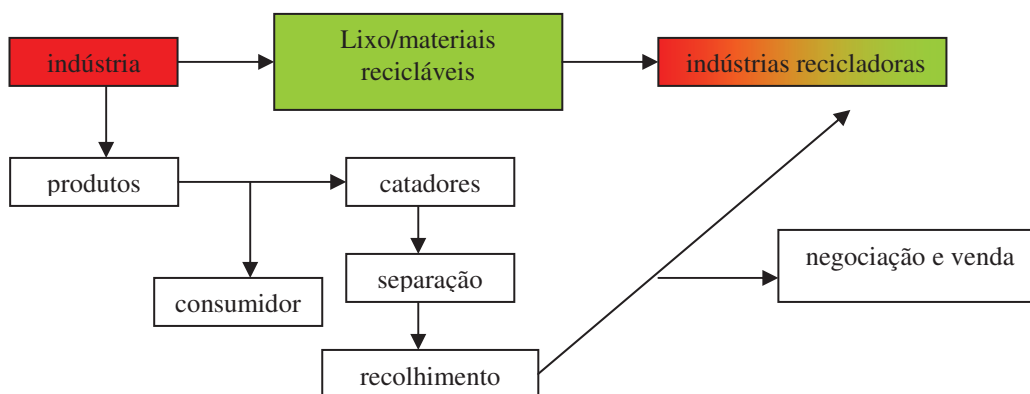 indústria
Lixo/materiais
recicláveis
indústrias recicladoras
produtos
catadores
negociação e venda
separação
consumidor
recolhimento